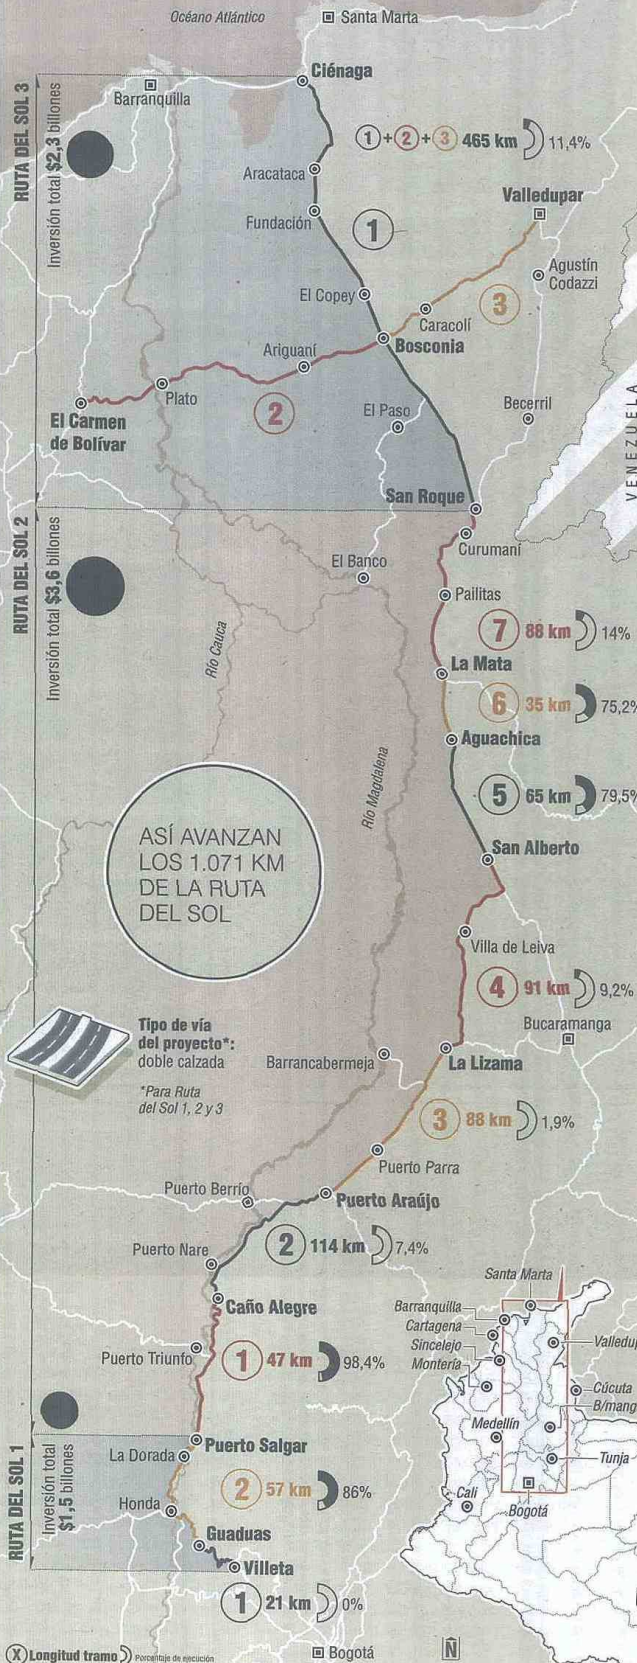 Océano Atlántico
Santa Marta
Ciénaga
Barranquilla
RUTA DEL SOL 3
Inversión total $2,3 billones
1 + 2 + 3 465 km 11,4%
Aracataca
Valledupar
Fundación
1
Agustín
Codazzi
El Copey
3
Caracolí
Bosconia
Ariguaní
Plato
2
El Carmen
de Bolívar
El Paso
Becerril
VENEZUELA
San Roque
RUTA DEL SOL 2
Inversión total $3,6 billones
Curumaní
El Banco
Pailitas
Río Cauca
7 88 km 14%
La Mata
6 35 km 75,2%
Aguachica
Río Magdalena
5 65 km 79,5%
ASÍ AVANZAN
LOS 1.071 KM
DE LA RUTA
DEL SOL
San Alberto
Villa de Leiva
4 91 km 9,2%
Tipo de vía
del proyecto*:
doble calzada
*Para Ruta
del Sol 1, 2 y 3
Bucaramanga
Barrancabermeja
La Lizama
3 88 km 1,9%
Puerto Parra
Puerto Berrío
Puerto Araújo
2 114 km 7,4%
Puerto Nare
Caño Alegre
Puerto Triunfo
1 47 km 98,4%
Puerto Salgar
RUTA DEL SOL 1
Inversión total
$1,5 billones
La Dorada
2 57 km 86%
Honda
Guaduas
Villeta
1 21 km 0%
Santa Marta
Barranquilla
Cartagena
Sincelejo
Montería
Valledup
Cúcuta
B/mang
Medellín
Tunja
Cali
Bogotá
X Longitud tramo Porcentaje de ejecución
Bogotá
N